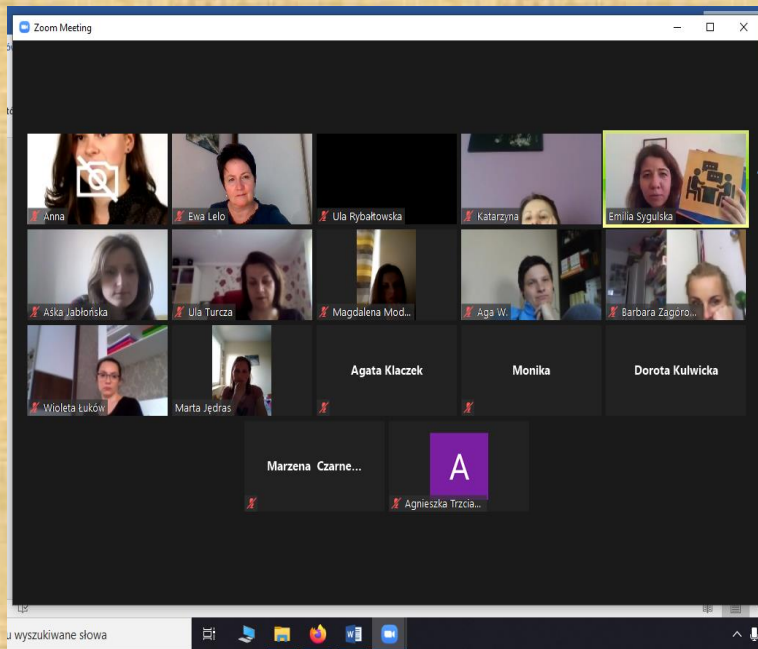 Zoom Meeting
Anna
Ewa Lelo
Ula Rybałtowska
Katarzyna
Emilia Sygulska
Aśka Jabłońska
Ula Turcza
Magdalena Mod...
Aga W.
Barbara Zagóro...
Wioleta Łuków
Marta Jędras
Agata Klaczek
Monika
Dorota Kulwicka
Marzena Czarne...
A
Agnieszka Trzcia...
u wyszukiwane słowa